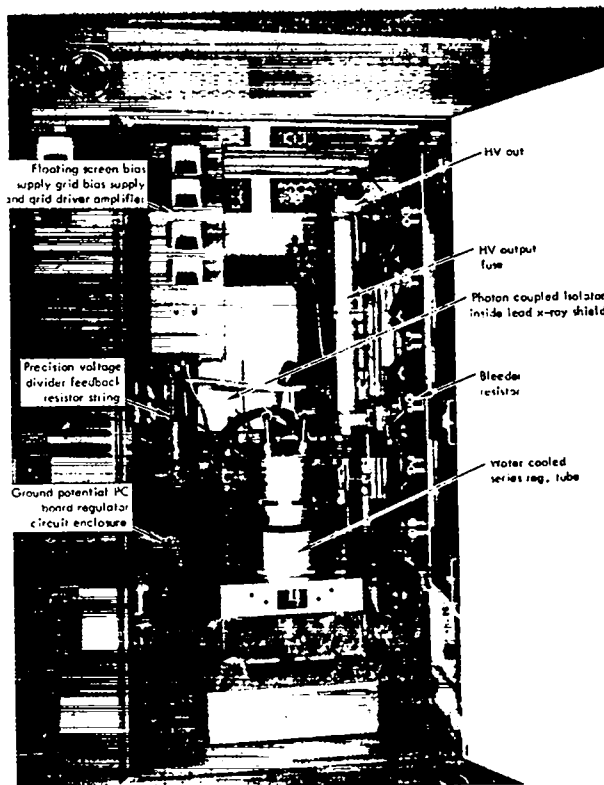 Floating screen bias
supply grid bias supply
and grid driver amplifier
Precision voltage
divider feedback
resistor string
Ground potential PC
board regulator
circuit enclosure
HV out
HV output
fuse
Photon coupled isolator
inside lead x-ray shield
Bleeder
resistor
Water cooled
series reg. tube